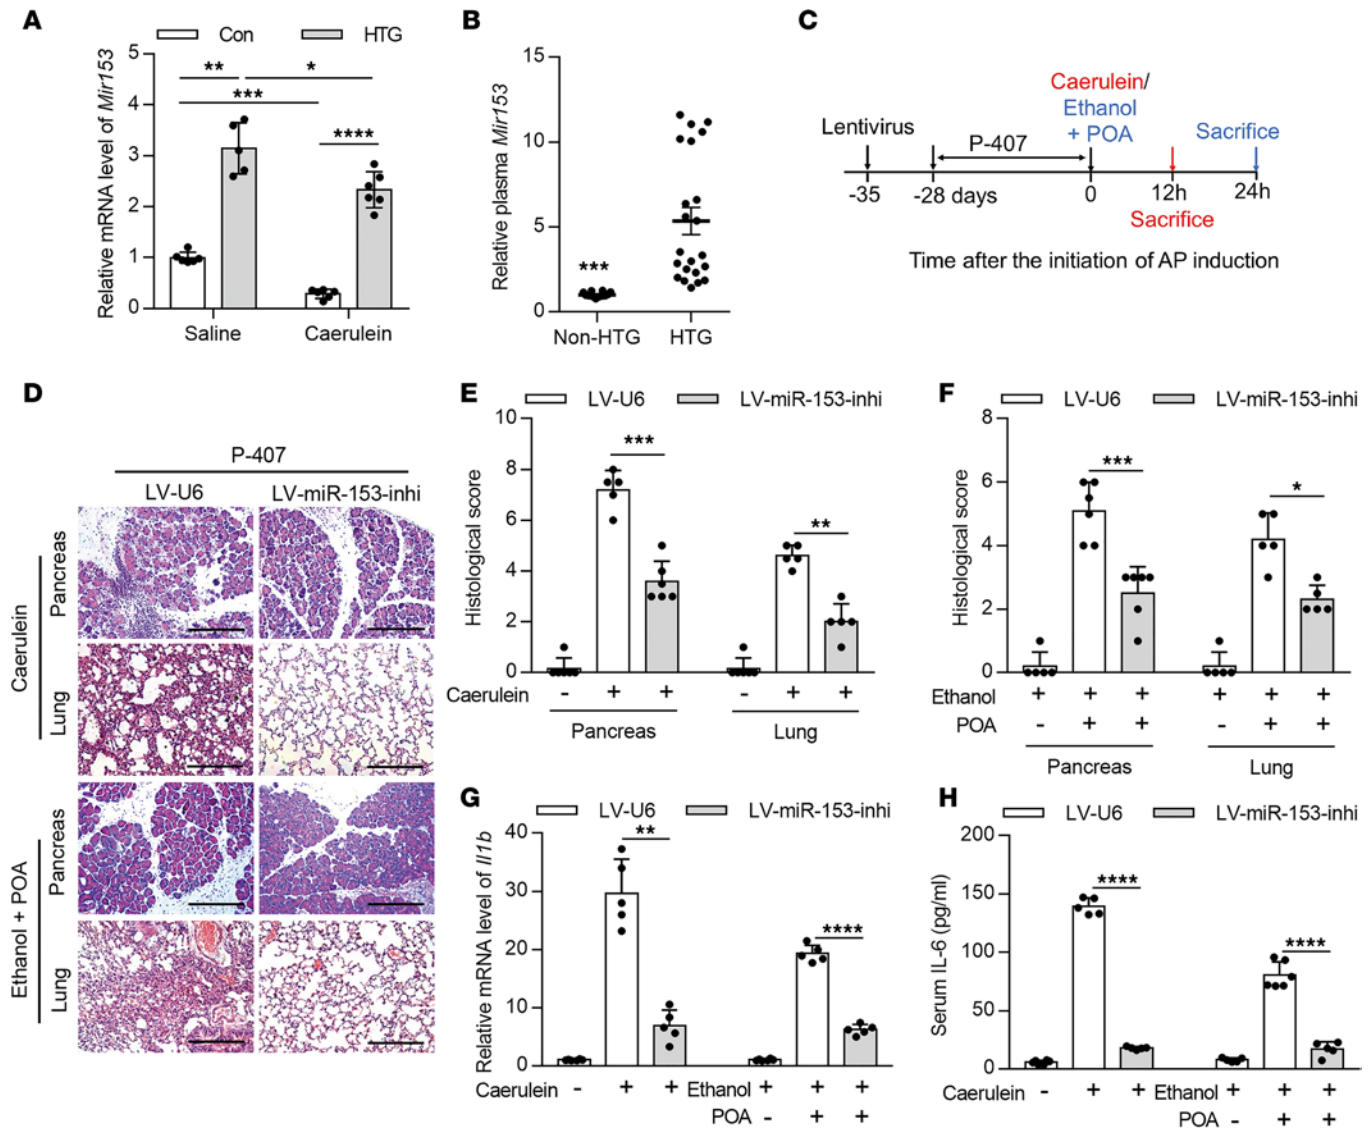 A
Con
HTG
Relative mRNA level of Mir153
5
4
3
2
1
0
**
*
***
****
Saline
Caerulein
B
Relative plasma Mir153
15
10
5
0
***
Non-HTG
HTG
C
Caerulein/
Ethanol
+ POA
Lentivirus
P-407
Sacrifice
-35
-28 days
0
12h
24h
Sacrifice
Time after the initiation of AP induction
D
P-407
LV-U6
LV-miR-153-inhi
Caerulein
Pancreas
Lung
Ethanol + POA
Pancreas
Lung
E
LV-U6
LV-miR-153-inhi
Histological score
10
8
6
4
2
0
***
**
Caerulein - + + - + +
Pancreas
Lung
F
LV-U6
LV-miR-153-inhi
Histological score
8
6
4
2
0
***
*
Ethanol + + + + + +
POA - + + - + +
Pancreas
Lung
G
LV-U6
LV-miR-153-inhi
Relative mRNA level of Il1b
40
30
20
10
0
**
****
Caerulein - + + Ethanol + + +
POA - + +
H
LV-U6
LV-miR-153-inhi
Serum IL-6 (pg/ml)
200
150
100
50
0
****
****
Caerulein - + + Ethanol + + +
POA - + +